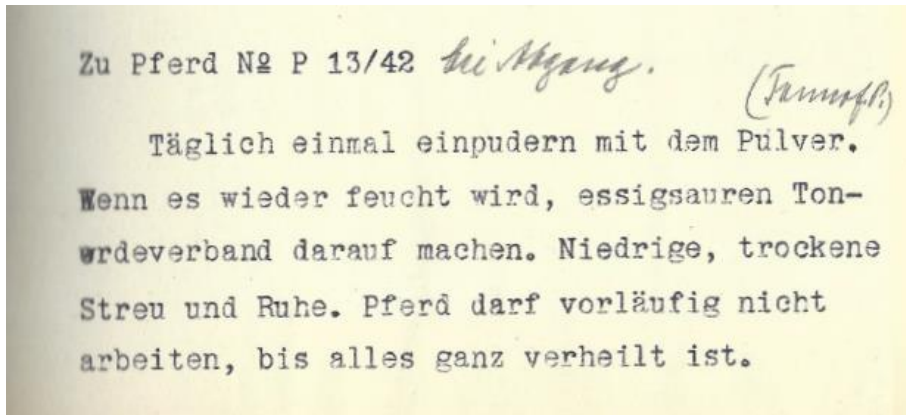 Zu Pferd № P 13/42 bei Abgang.
Täglich einmal einpudern mit dem Pulver.
Wenn es wieder feucht wird, essigsauren Ton-
erdeverband darauf machen. Niedrige, trockene
Streu und Ruhe. Pferd darf vorläufig nicht
arbeiten, bis alles ganz verheilt ist.